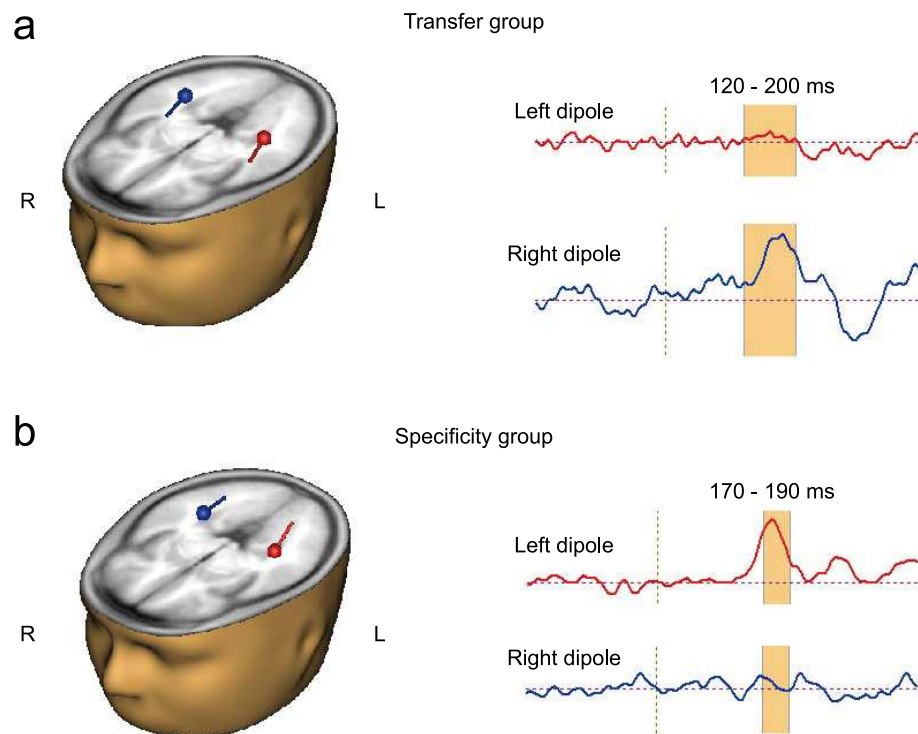 a
Transfer group
120 - 200 ms
Left dipole
R
L
Right dipole
b
Specificity group
170 - 190 ms
Left dipole
R
L
Right dipole